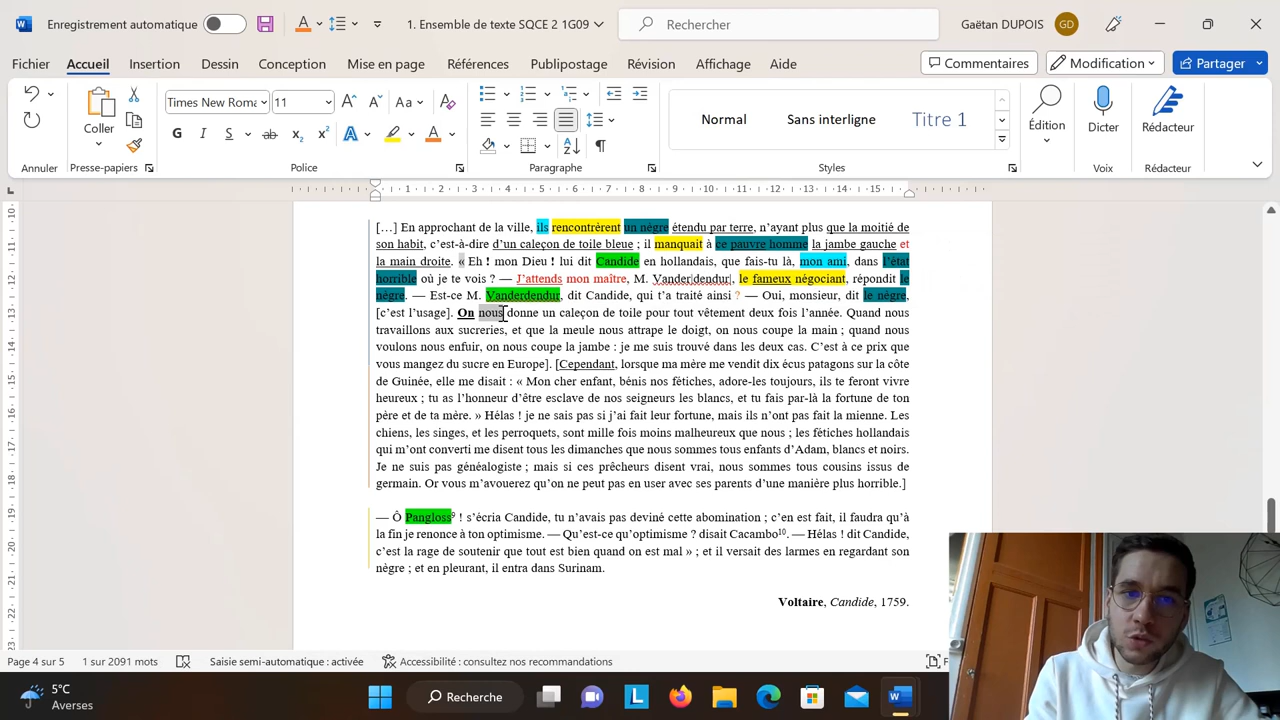 Enregistrement automatique
1. Ensemble de texte SQCE 2 1G09
Rechercher
Gaëtan DUPOIS
GD
Fichier Accueil Insertion Dessin Conception Mise en page Références Publipostage Révision Affichage Aide
Commentaires
Modification
Partager
Coller
Times New Roma
11
Aa
G I S ab x₂ x² A A
Normal
Sans interligne
Titre 1
Édition
Dicter
Rédacteur
Annuler
Presse-papiers
Police
Paragraphe
Styles
Voix
Rédacteur
1 2 3 4 5 6 7 8 9 10 11 12 13 14 15
[…] En approchant de la ville, ils rencontrèrent un nègre étendu par terre, n’ayant plus que la moitié de
son habit, c’est-à-dire d’un caleçon de toile bleue ; il manquait à ce pauvre homme la jambe gauche et
la main droite. « Eh ! mon Dieu ! lui dit Candide en hollandais, que fais-tu là, mon ami, dans l’état
horrible où je te vois ? — J’attends mon maître, M. Vanderdendur, le fameux négociant, répondit le
nègre. — Est-ce M. Vanderdendur, dit Candide, qui t’a traité ainsi ? — Oui, monsieur, dit le nègre,
[c’est l’usage]. On nous donne un caleçon de toile pour tout vêtement deux fois l’année. Quand nous
travaillons aux sucreries, et que la meule nous attrape le doigt, on nous coupe la main ; quand nous
voulons nous enfuir, on nous coupe la jambe : je me suis trouvé dans les deux cas. C’est à ce prix que
vous mangez du sucre en Europe]. [Cependant, lorsque ma mère me vendit dix écus patagons sur la côte
de Guinée, elle me disait : « Mon cher enfant, bénis nos fétiches, adore-les toujours, ils te feront vivre
heureux ; tu as l’honneur d’être esclave de nos seigneurs les blancs, et tu fais par-là la fortune de ton
père et de ta mère. » Hélas ! je ne sais pas si j’ai fait leur fortune, mais ils n’ont pas fait la mienne. Les
chiens, les singes, et les perroquets, sont mille fois moins malheureux que nous ; les fétiches hollandais
qui m’ont converti me disent tous les dimanches que nous sommes tous enfants d’Adam, blancs et noirs.
Je ne suis pas généalogiste ; mais si ces prêcheurs disent vrai, nous sommes tous cousins issus de
germain. Or vous m’avouerez qu’on ne peut pas en user avec ses parents d’une manière plus horrible.]
— Ô Pangloss⁹ ! s’écria Candide, tu n’avais pas deviné cette abomination ; c’en est fait, il faudra qu’à
la fin je renonce à ton optimisme. — Qu’est-ce qu’optimisme ? disait Cacambo¹⁰. — Hélas ! dit Candide,
c’est la rage de soutenir que tout est bien quand on est mal » ; et il versait des larmes en regardant son
nègre ; et en pleurant, il entra dans Surinam.
Voltaire, Candide, 1759.
Page 4 sur 5
1 sur 2091 mots
Saisie semi-automatique : activée
Accessibilité : consultez nos recommandations
5°C
Averses
Recherche